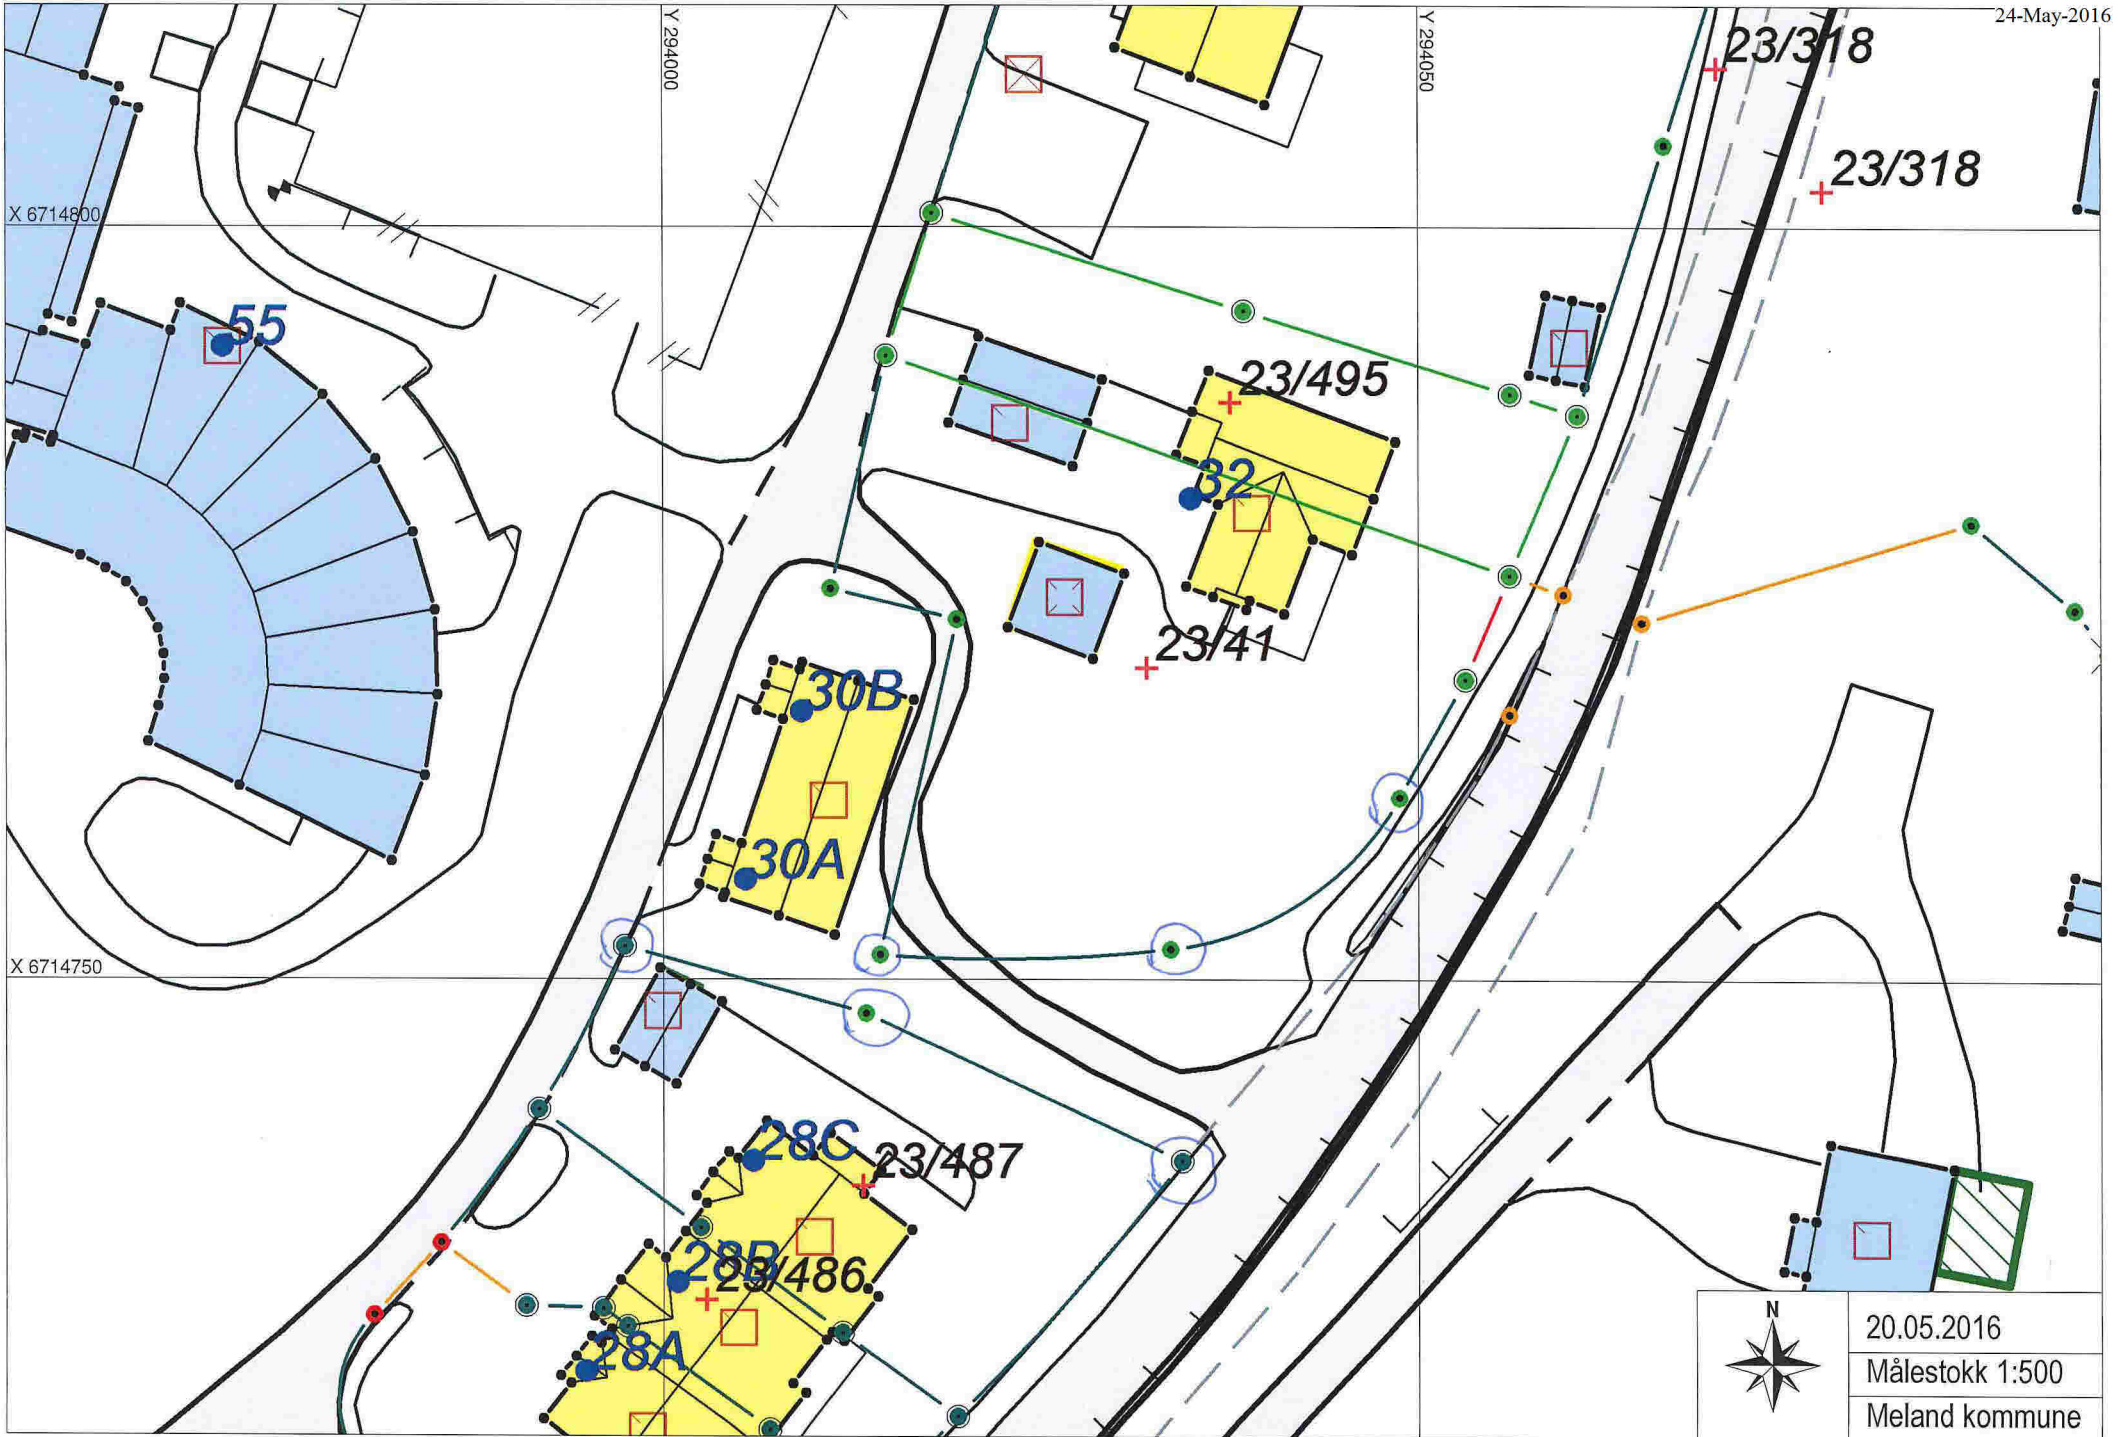 24-May-2016
Y 294000
Y 294050
23/318
23/318
X 6714800
55
23/495
32
23/41
30B
30A
X 6714750
28C
23/487
28B
23/486
28A
N
20.05.2016
Målestokk 1:500
Meland kommune